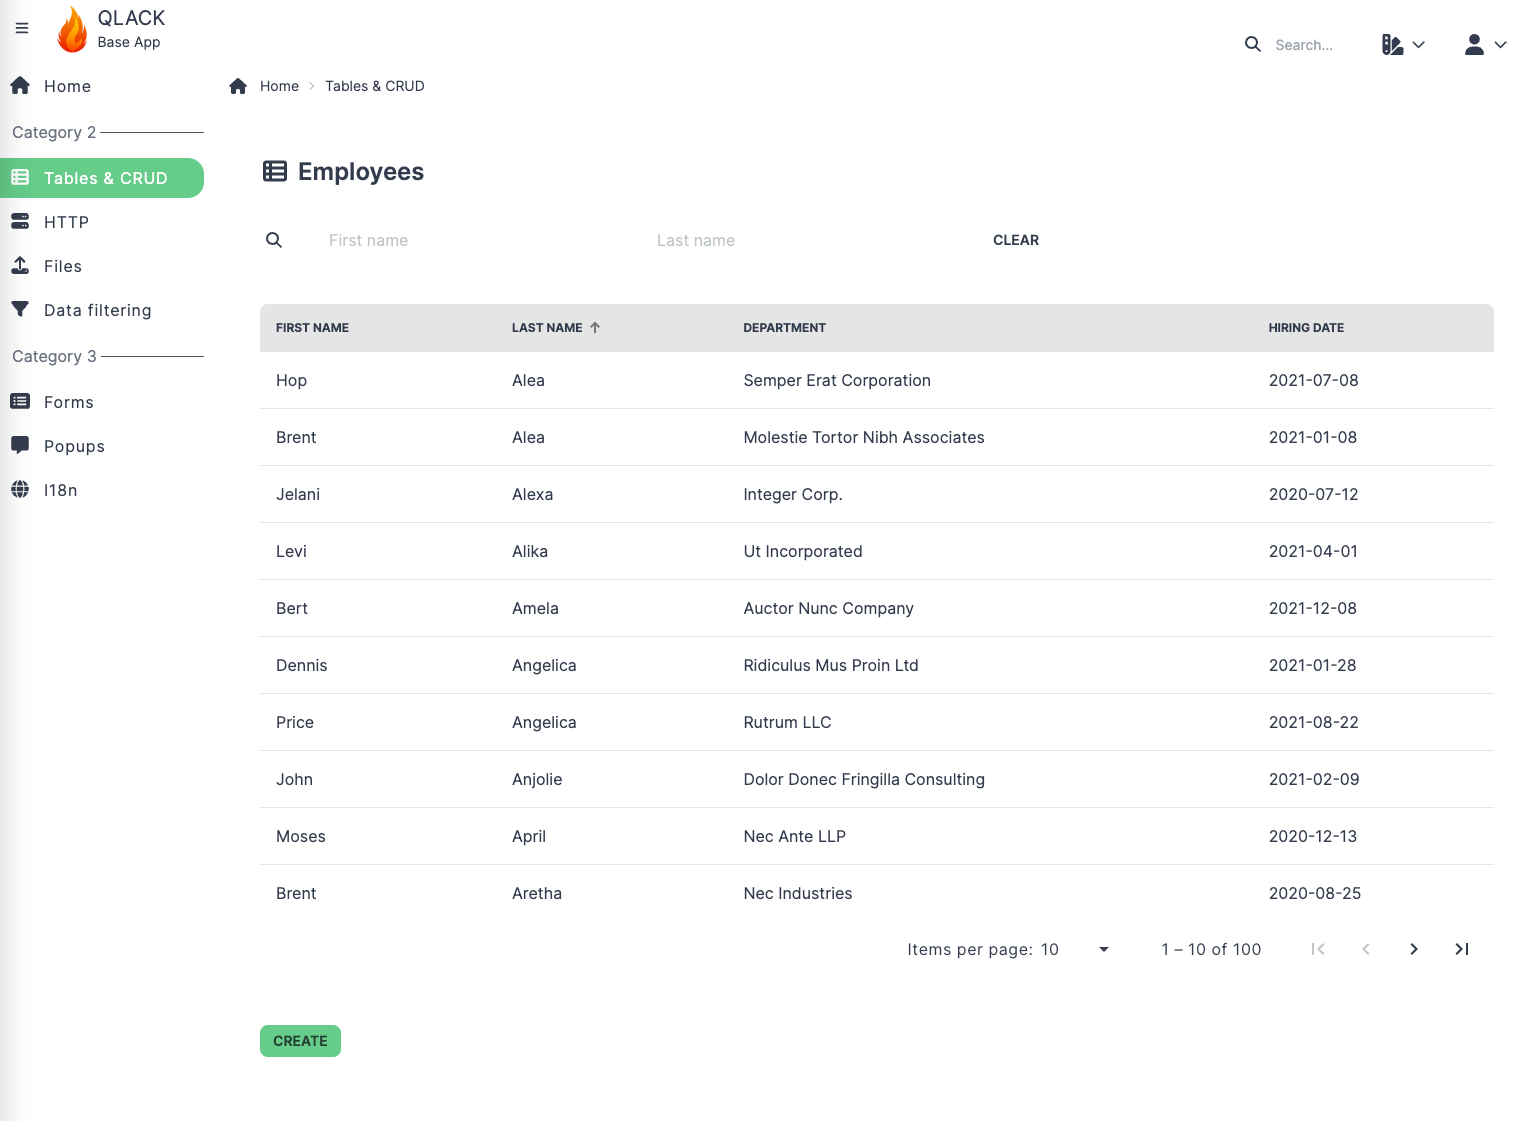 QLACK
Base App
Search...
Home
Category 2
Tables & CRUD
HTTP
Files
Data filtering
Category 3
Forms
Popups
I18n
Home Tables & CRUD
Employees
First name Last name CLEAR
FIRST NAME LAST NAME DEPARTMENT HIRING DATE
Hop Alea Semper Erat Corporation 2021-07-08
Brent Alea Molestie Tortor Nibh Associates 2021-01-08
Jelani Alexa Integer Corp. 2020-07-12
Levi Alika Ut Incorporated 2021-04-01
Bert Amela Auctor Nunc Company 2021-12-08
Dennis Angelica Ridiculus Mus Proin Ltd 2021-01-28
Price Angelica Rutrum LLC 2021-08-22
John Anjolie Dolor Donec Fringilla Consulting 2021-02-09
Moses April Nec Ante LLP 2020-12-13
Brent Aretha Nec Industries 2020-08-25
Items per page: 10 1 – 10 of 100
CREATE